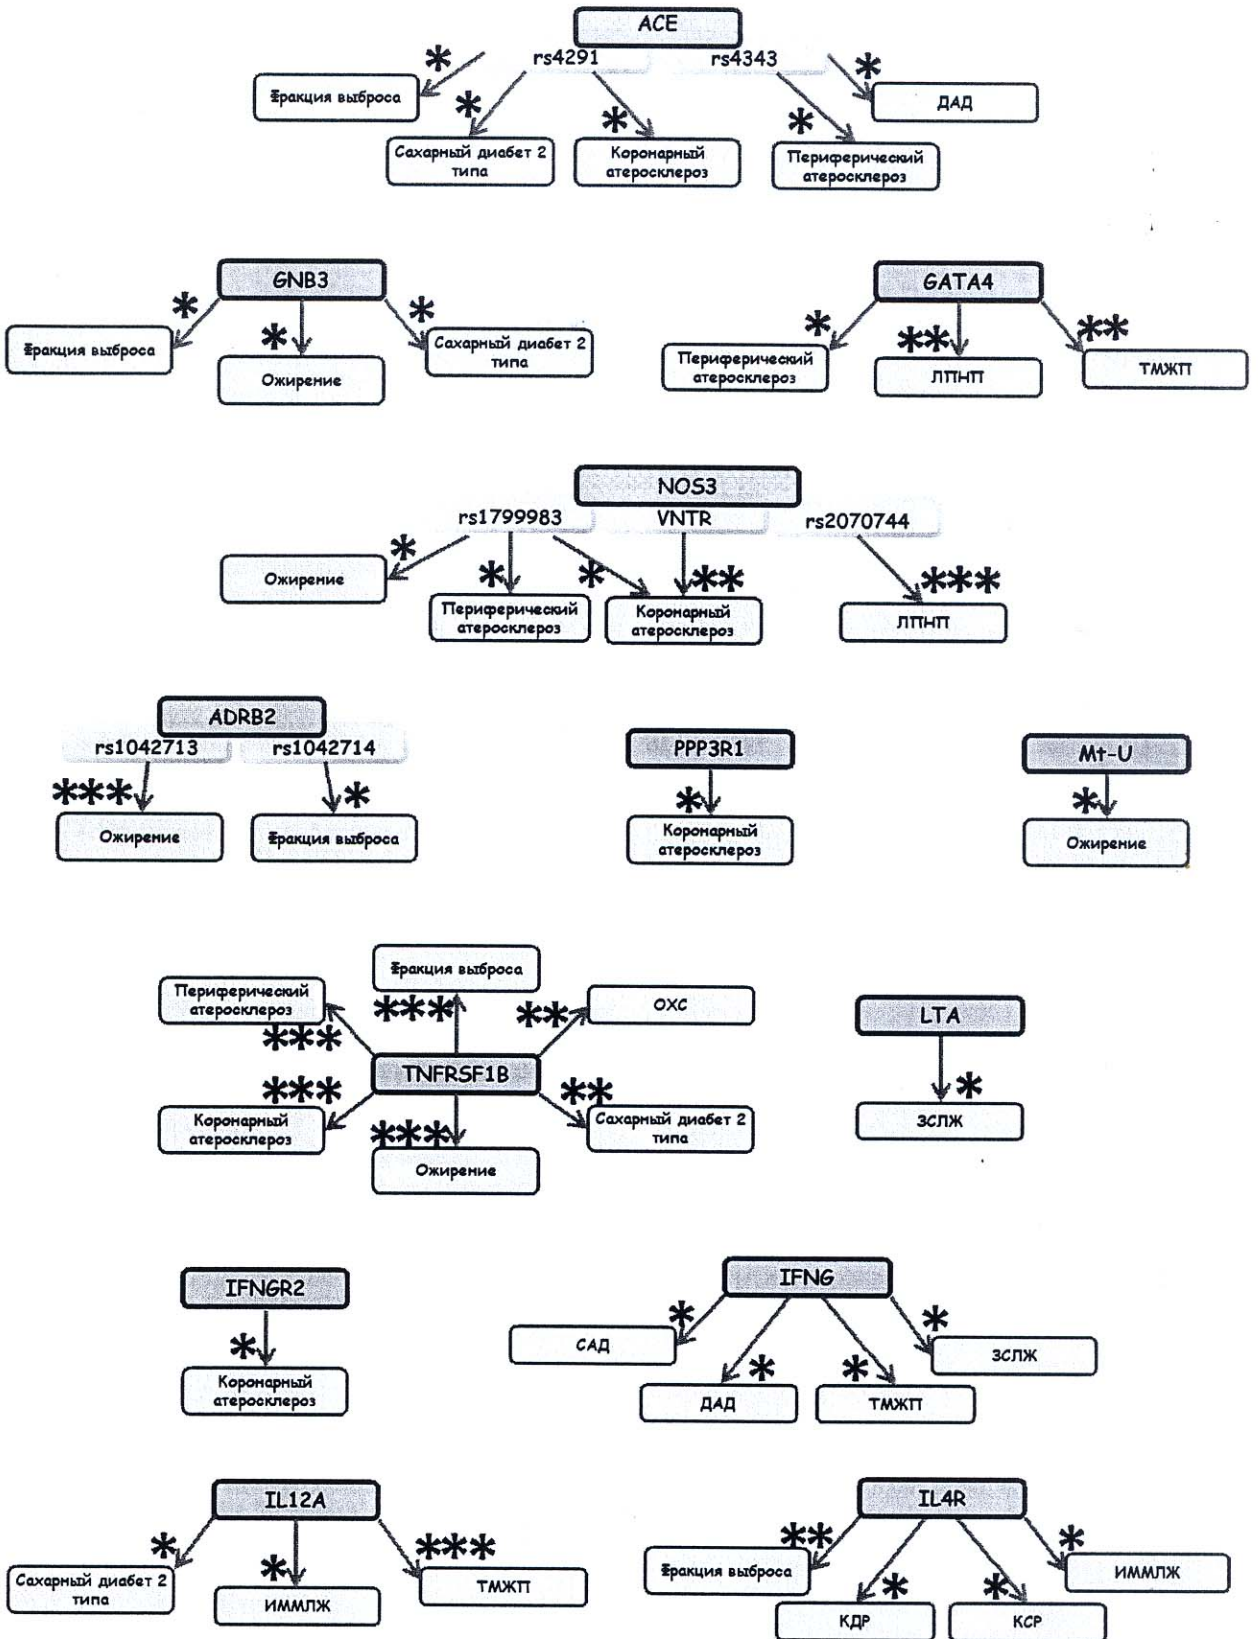 ACE
rs4291 rs4343
*
*
Фракция выброса
ДАД
*
*
*
Сахарный диабет 2
типа
Коронарный
атеросклероз
Периферический
атеросклероз
GNB3
*
*
*
Фракция выброса
Ожирение
Сахарный диабет 2
типа
GATA4
*
**
**
Периферический
атеросклероз
ЛПНП
ТМЖП
NOS3
rs1799983 VNTR rs2070744
*
*
*
**
***
Ожирение
Периферический
атеросклероз
Коронарный
атеросклероз
ЛПНП
ADRB2
rs1042713 rs1042714
***
*
Ожирение
Фракция выброса
PPP3R1
*
Коронарный
атеросклероз
Mt-U
*
Ожирение
Фракция выброса
Периферический
атеросклероз
ОХС
***
**
***
TNFRSF1B
***
**
***
Коронарный
атеросклероз
Сахарный диабет 2
типа
Ожирение
LTA
*
ЗСЛЖ
IFNGR2
*
Коронарный
атеросклероз
IFNG
*
*
САД
ЗСЛЖ
*
*
ДАД
ТМЖП
IL12A
*
*
***
Сахарный диабет 2
типа
ИММЛЖ
ТМЖП
IL4R
**
*
Фракция выброса
ИММЛЖ
*
*
КДР
КСР